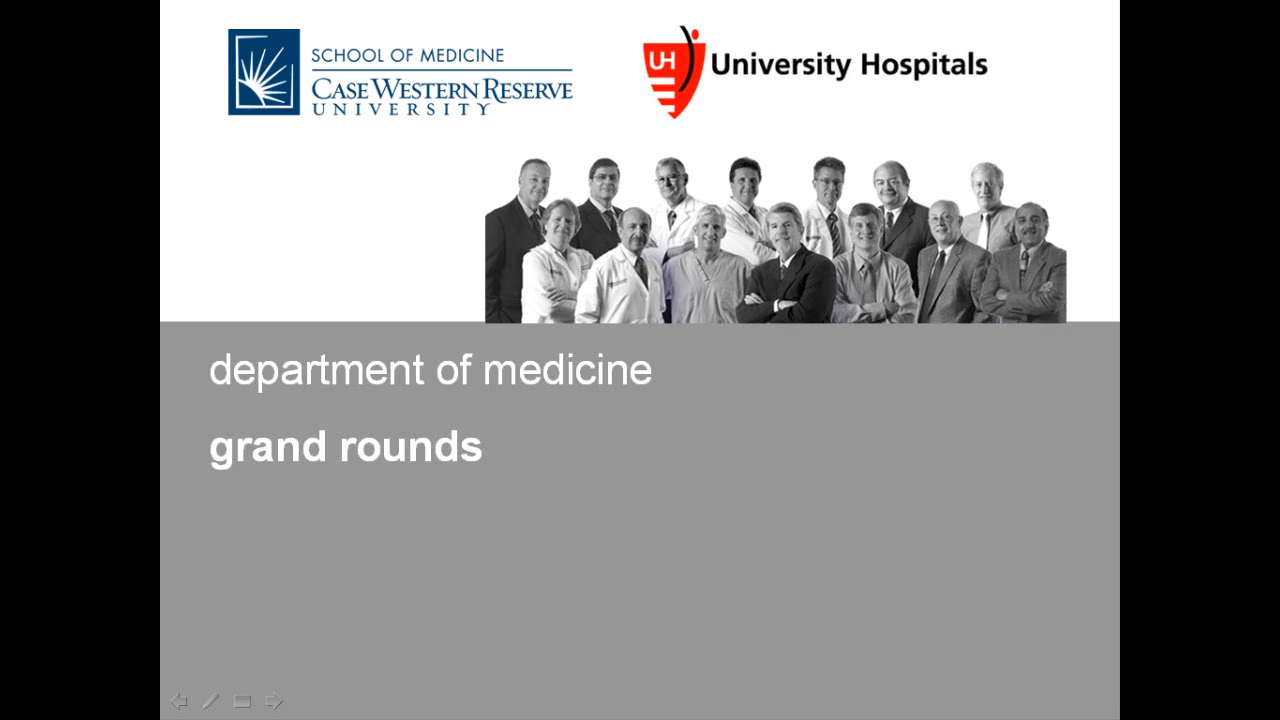 SCHOOL OF MEDICINE
CASE WESTERN RESERVE
UNIVERSITY
UH University Hospitals
department of medicine
grand rounds